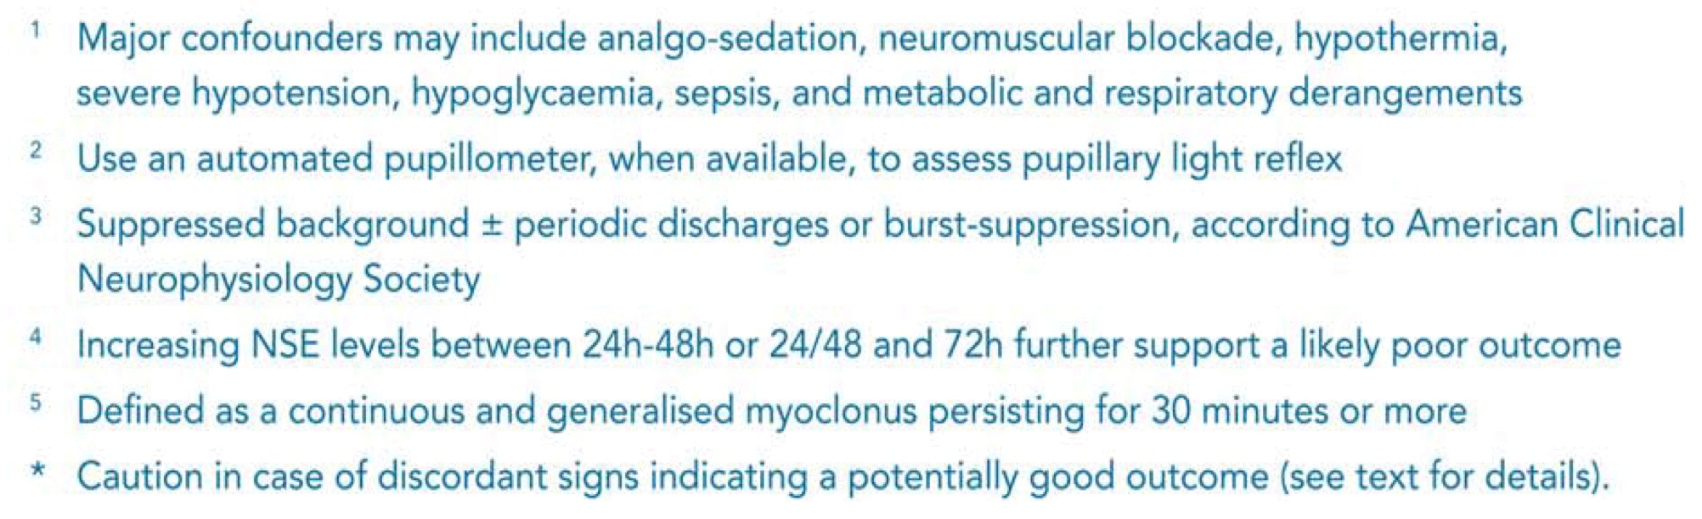 1 Major confounders may include analgo-sedation, neuromuscular blockade, hypothermia,
severe hypotension, hypoglycaemia, sepsis, and metabolic and respiratory derangements
2 Use an automated pupillometer, when available, to assess pupillary light reflex
3 Suppressed background ± periodic discharges or burst-suppression, according to American Clinical
Neurophysiology Society
4 Increasing NSE levels between 24h-48h or 24/48 and 72h further support a likely poor outcome
5 Defined as a continuous and generalised myoclonus persisting for 30 minutes or more
* Caution in case of discordant signs indicating a potentially good outcome (see text for details).